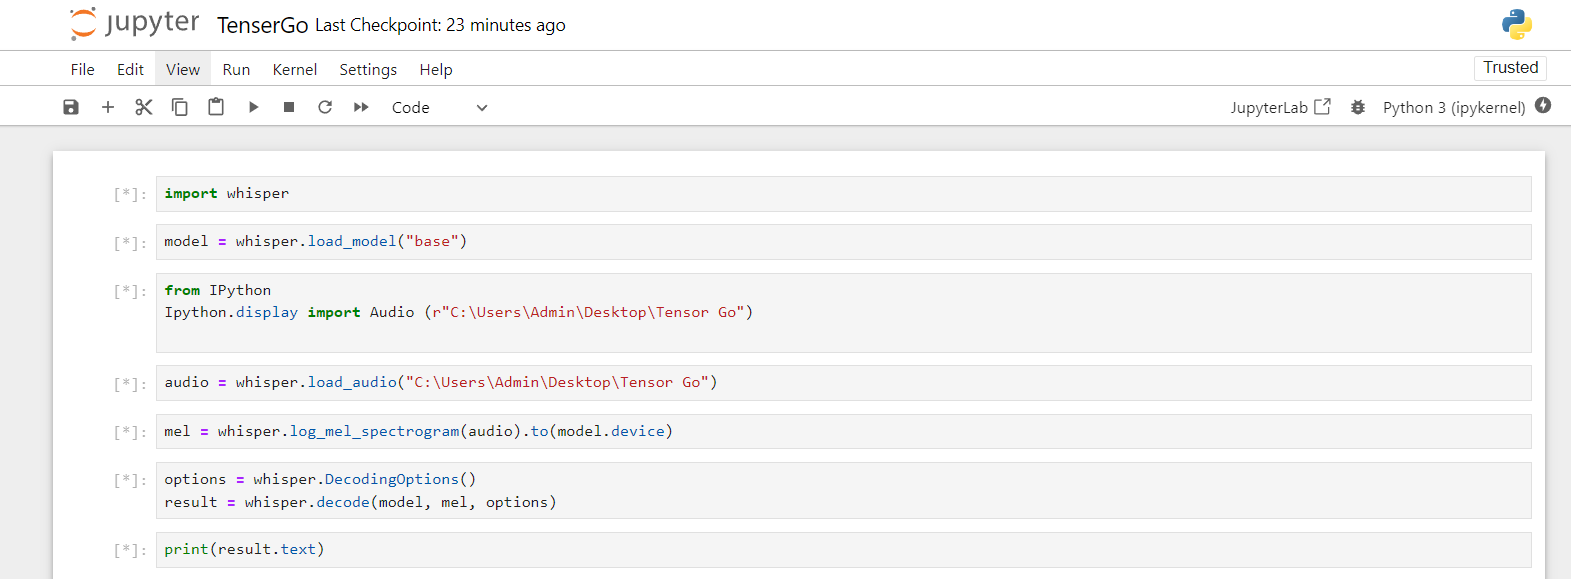 jupyter TenserGo Last Checkpoint: 23 minutes ago
File Edit View Run Kernel Settings Help Trusted
Code JupyterLab Python 3 (ipykernel)
[*]: import whisper
[*]: model = whisper.load_model("base")
[*]: from IPython
Ipython.display import Audio (r"C:\Users\Admin\Desktop\Tensor Go")
[*]: audio = whisper.load_audio("C:\Users\Admin\Desktop\Tensor Go")
[*]: mel = whisper.log_mel_spectrogram(audio).to(model.device)
[*]: options = whisper.DecodingOptions()
result = whisper.decode(model, mel, options)
[*]: print(result.text)